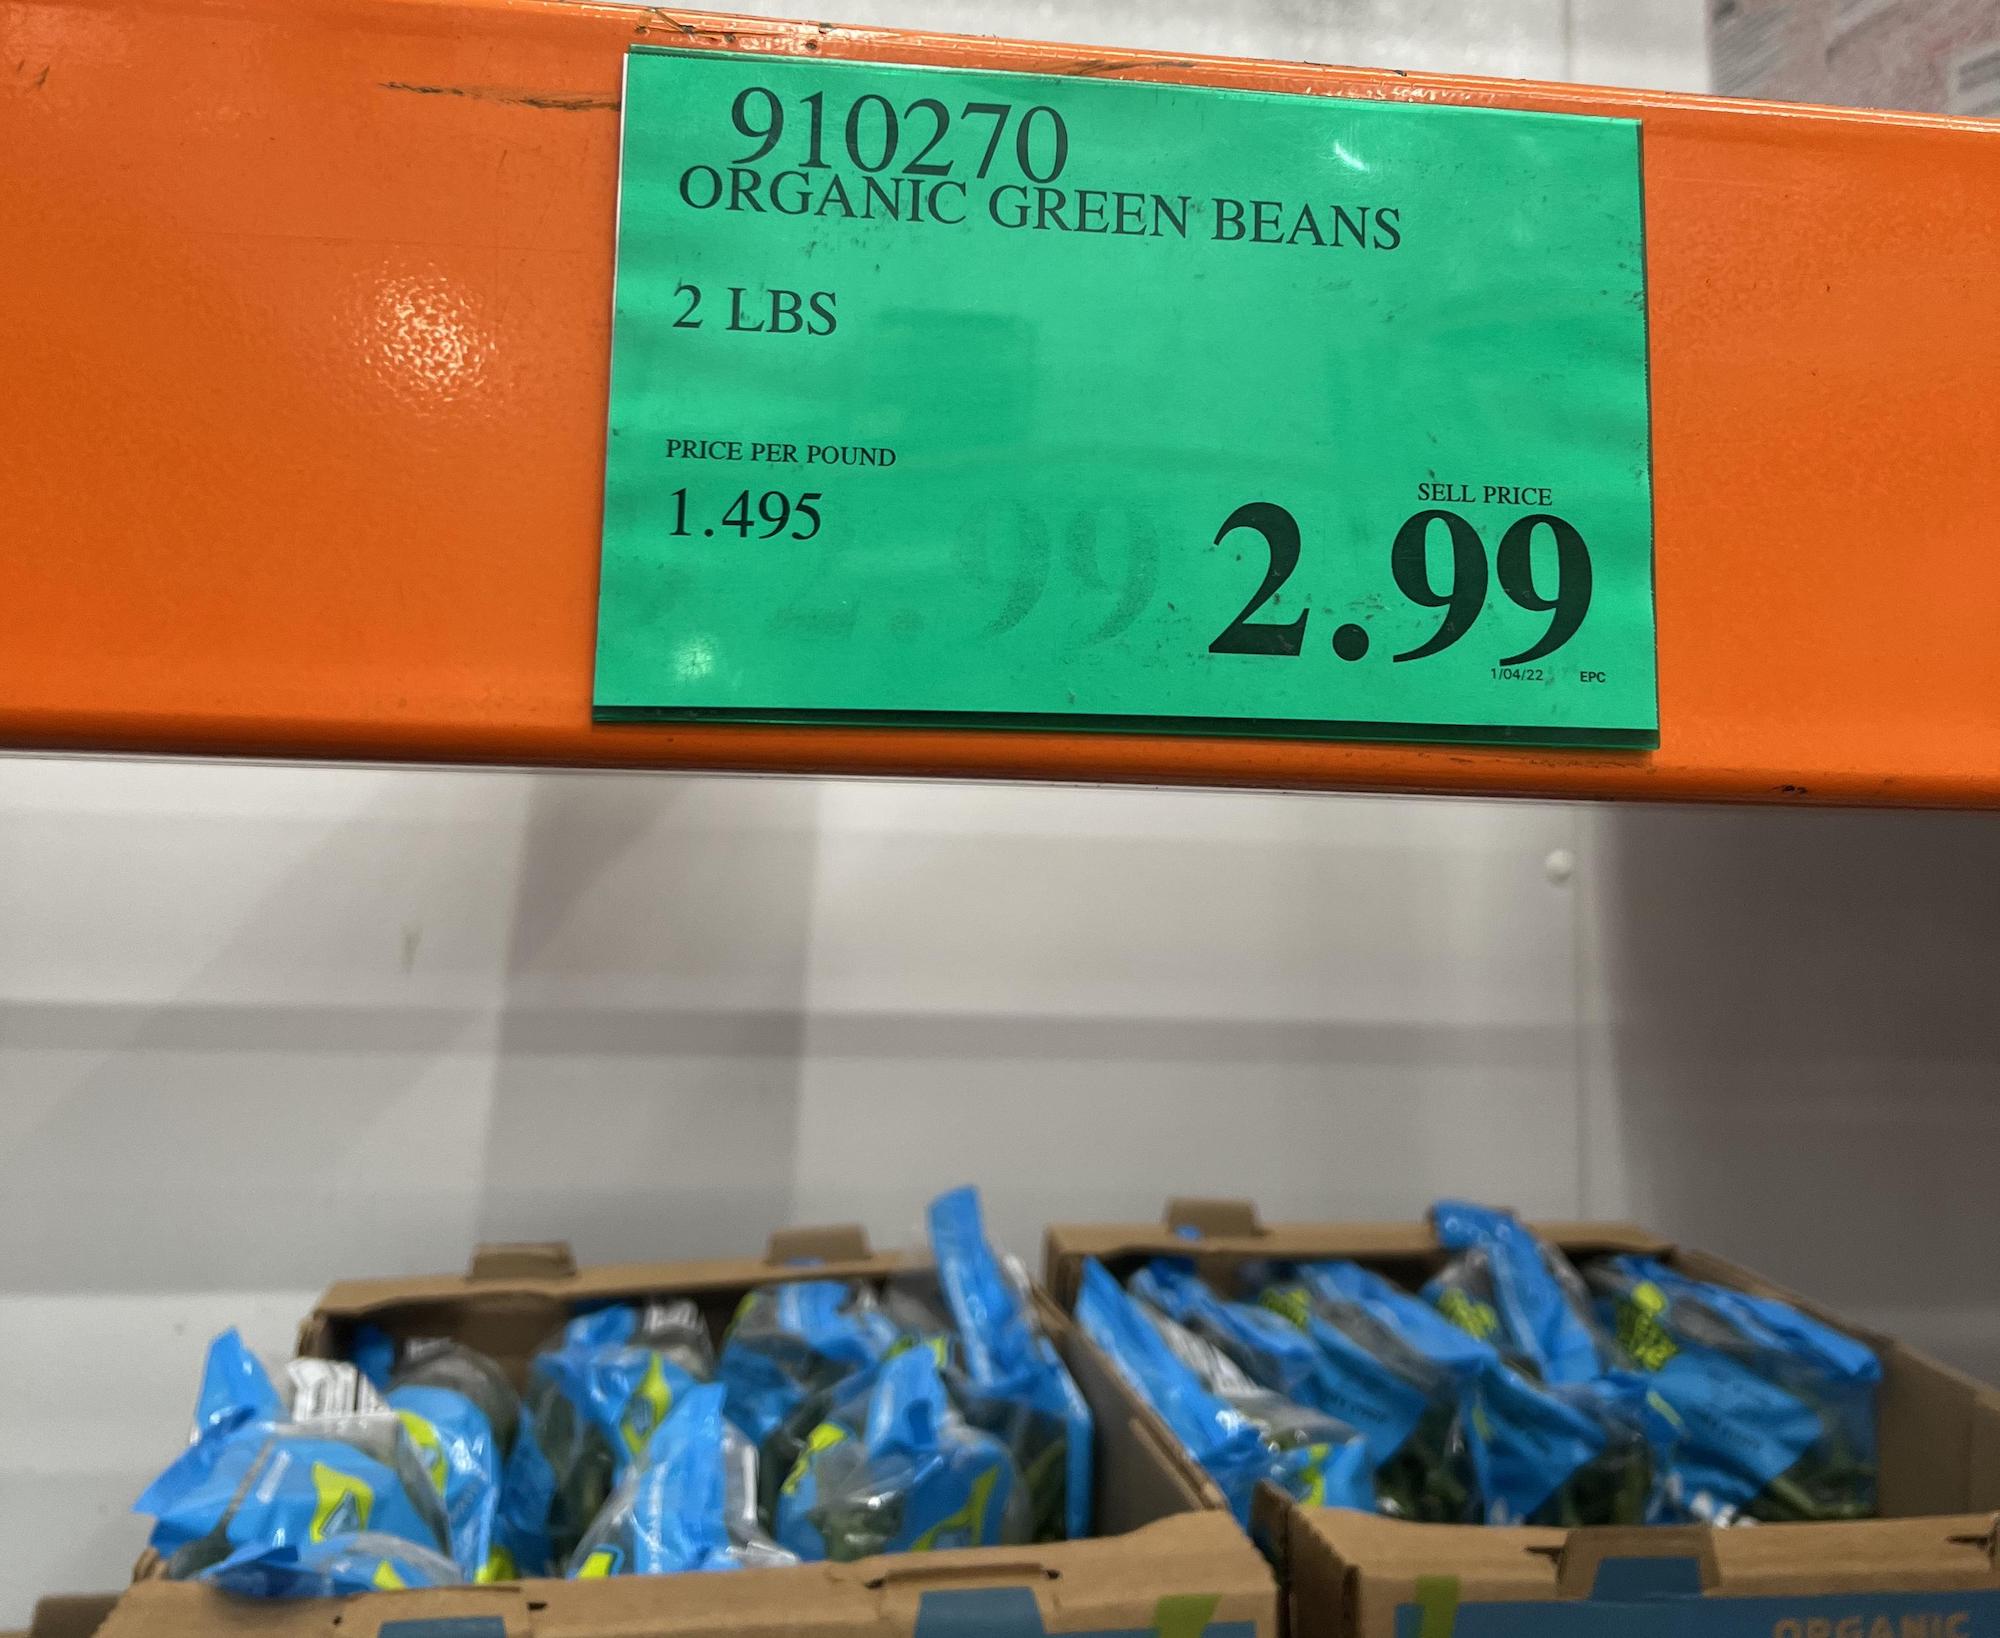 910270
ORGANIC GREEN BEANS
2 LBS
PRICE PER POUND
1.495
SELL PRICE
2.99
1/04/22 EPC
ORGANIC